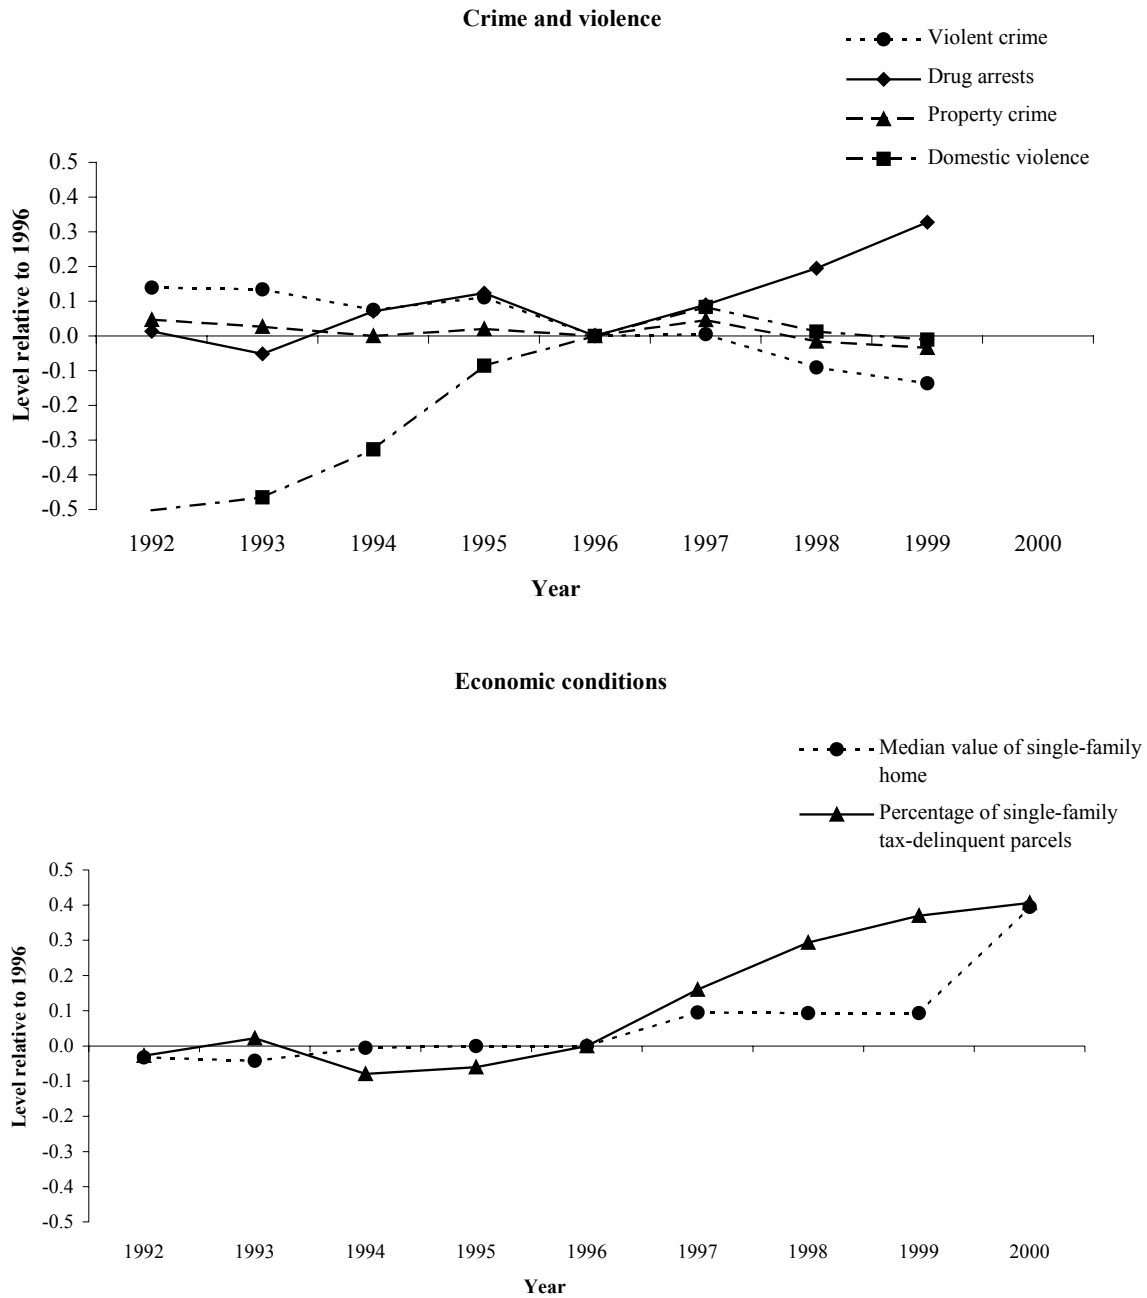 Crime and violence
Violent crime
Drug arrests
Property crime
Domestic violence
Level relative to 1996
0.5
0.4
0.3
0.2
0.1
0.0
-0.1
-0.2
-0.3
-0.4
-0.5
1992 1993 1994 1995 1996 1997 1998 1999 2000
Year
Economic conditions
Median value of single-family
home
Percentage of single-family
tax-delinquent parcels
Level relative to 1996
0.5
0.4
0.3
0.2
0.1
0.0
-0.1
-0.2
-0.3
-0.4
-0.5
1992 1993 1994 1995 1996 1997 1998 1999 2000
Year